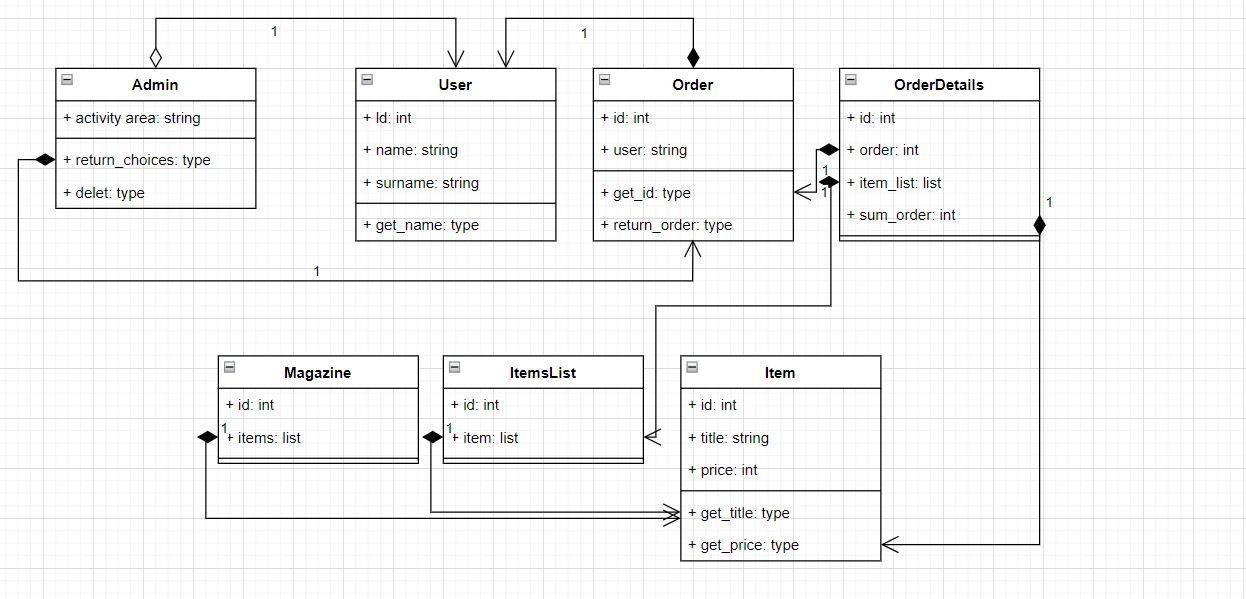 1
1
Admin
+ activity area: string
+ return_choices: type
+ delet: type
User
+ Id: int
+ name: string
+ surname: string
+ get_name: type
Order
+ id: int
+ user: string
+ get_id: type
+ return_order: type
OrderDetails
+ id: int
+ order: int
+ item_list: list
+ sum_order: int
1
1
1
1
Magazine
+ id: int
+ items: list
1
ItemsList
+ id: int
+ item: list
1
Item
+ id: int
+ title: string
+ price: int
+ get_title: type
+ get_price: type